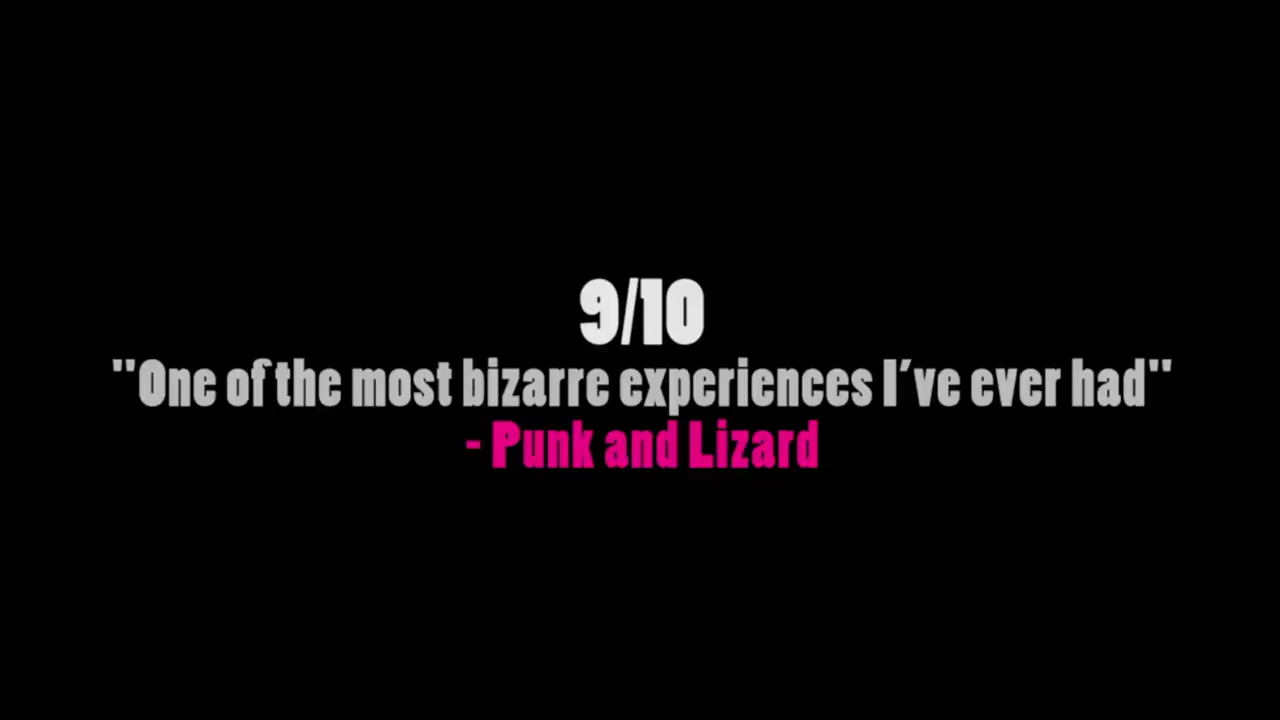 9/10
"One of the most bizarre experiences I've ever had"
- Punk and Lizard